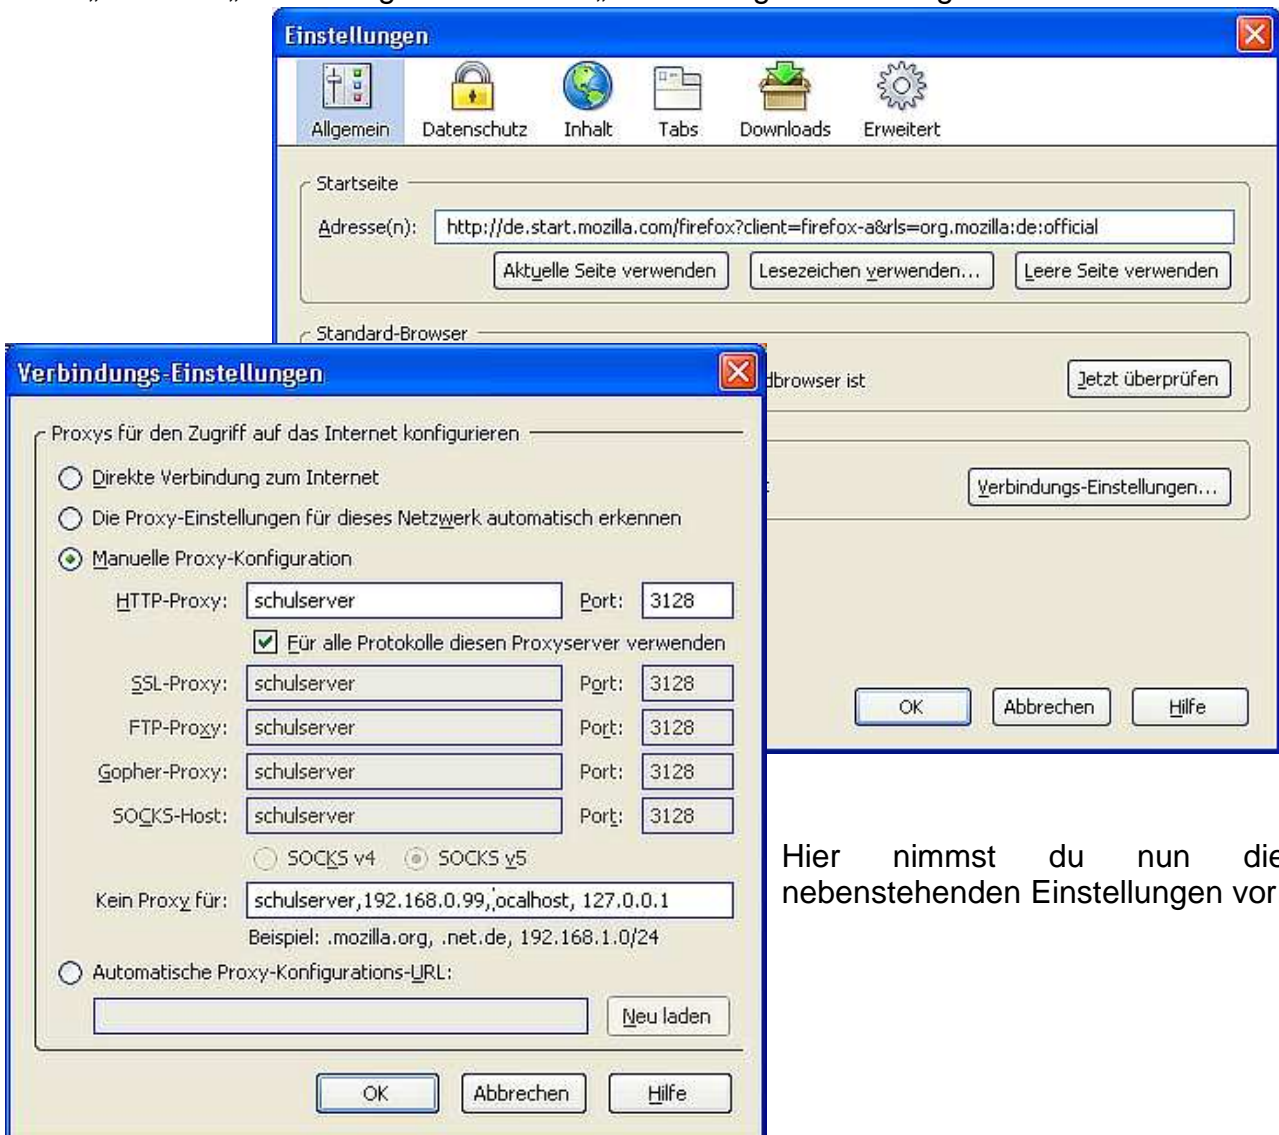 Einstellungen
Allgemein Datenschutz Inhalt Tabs Downloads Erweitert
Startseite
Adresse(n): http://de.start.mozilla.com/firefox?client=firefox-a&rls=org.mozilla:de:official
Aktuelle Seite verwenden Lesezeichen verwenden... Leere Seite verwenden
Standard-Browser
dbrowser ist Jetzt überprüfen
Verbindungs-Einstellungen...
OK Abbrechen Hilfe
Verbindungs-Einstellungen
Proxys für den Zugriff auf das Internet konfigurieren
Direkte Verbindung zum Internet
Die Proxy-Einstellungen für dieses Netzwerk automatisch erkennen
Manuelle Proxy-Konfiguration
HTTP-Proxy: schulserver Port: 3128
Für alle Protokolle diesen Proxyserver verwenden
SSL-Proxy: schulserver Port: 3128
FTP-Proxy: schulserver Port: 3128
Gopher-Proxy: schulserver Port: 3128
SOCKS-Host: schulserver Port: 3128
SOCKS v4 SOCKS v5
Kein Proxy für: schulserver,192.168.0.99,localhost, 127.0.0.1
Beispiel: .mozilla.org, .net.de, 192.168.1.0/24
Automatische Proxy-Konfigurations-URL:
Neu laden
OK Abbrechen Hilfe
Hier nimmst du nun die
nebenstehenden Einstellungen vor